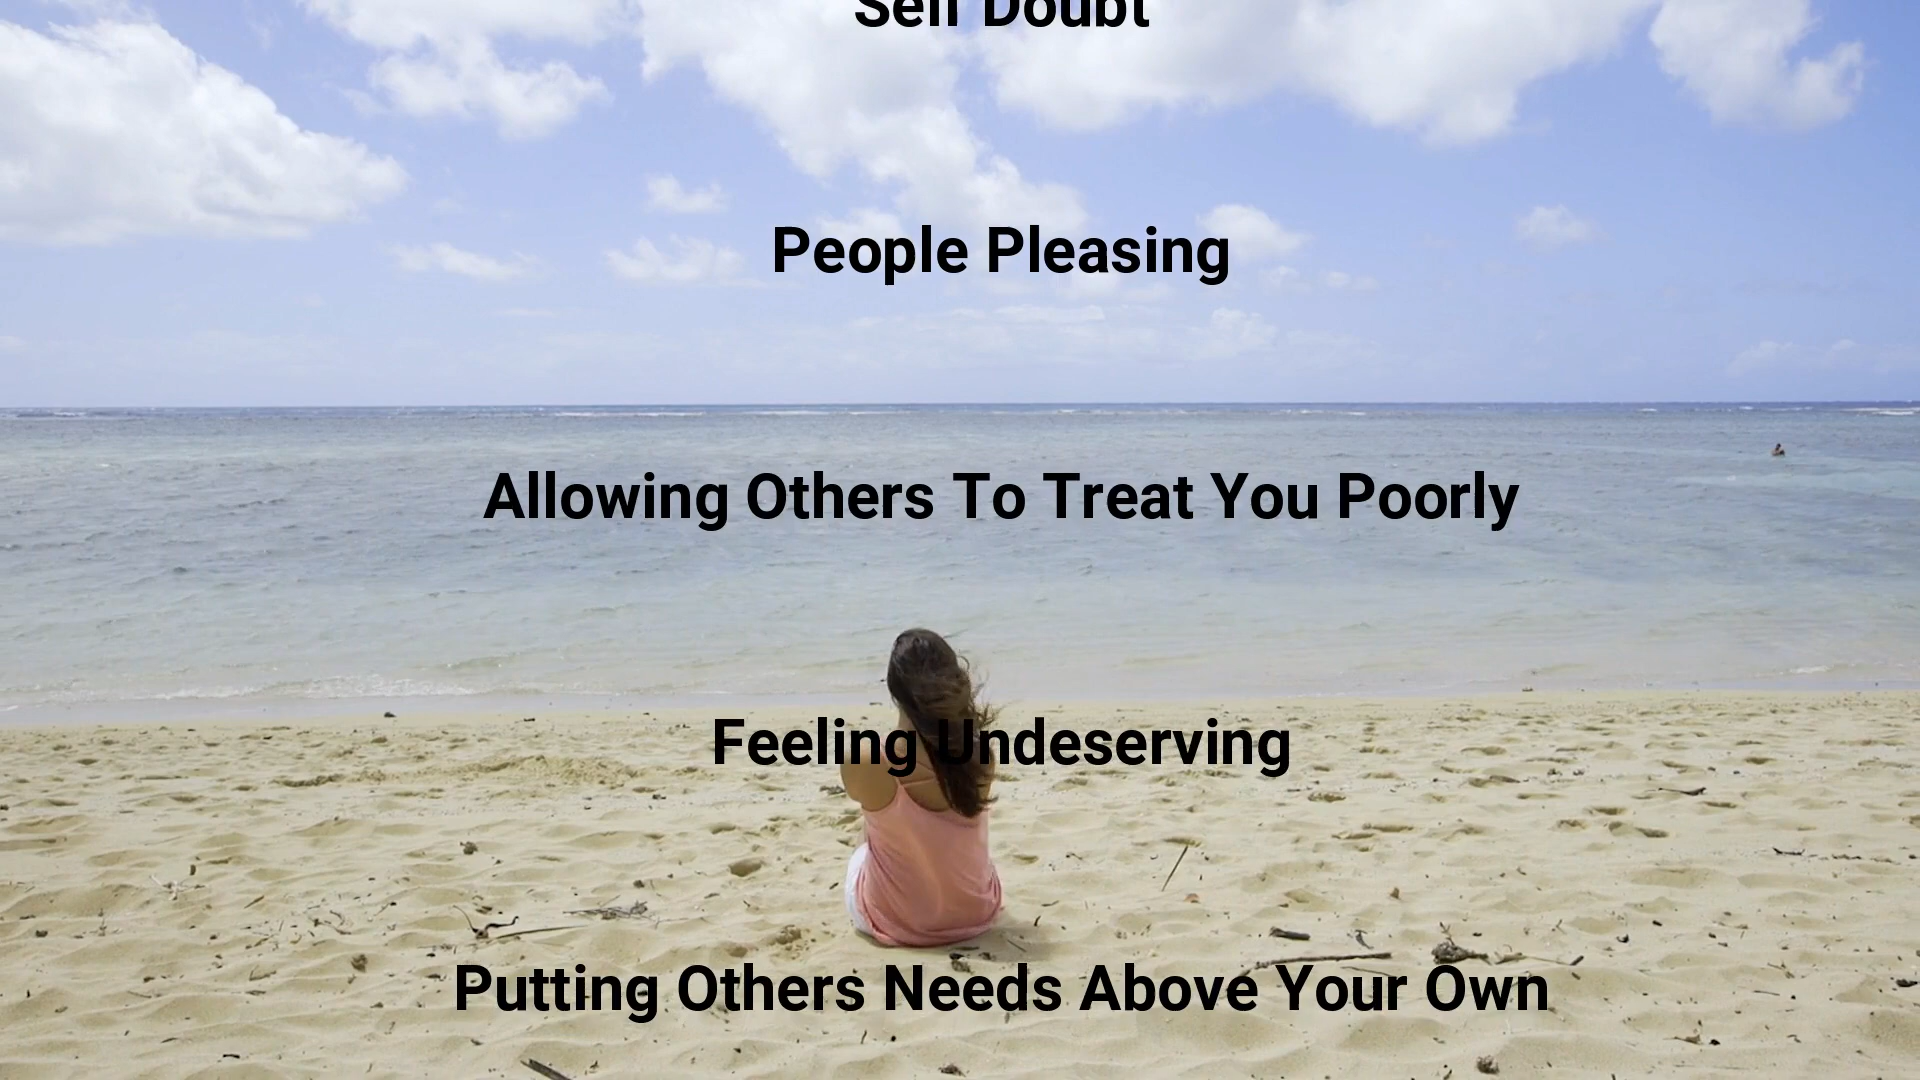 Self Doubt
People Pleasing
Allowing Others To Treat You Poorly
Feeling Undeserving
Putting Others Needs Above Your Own